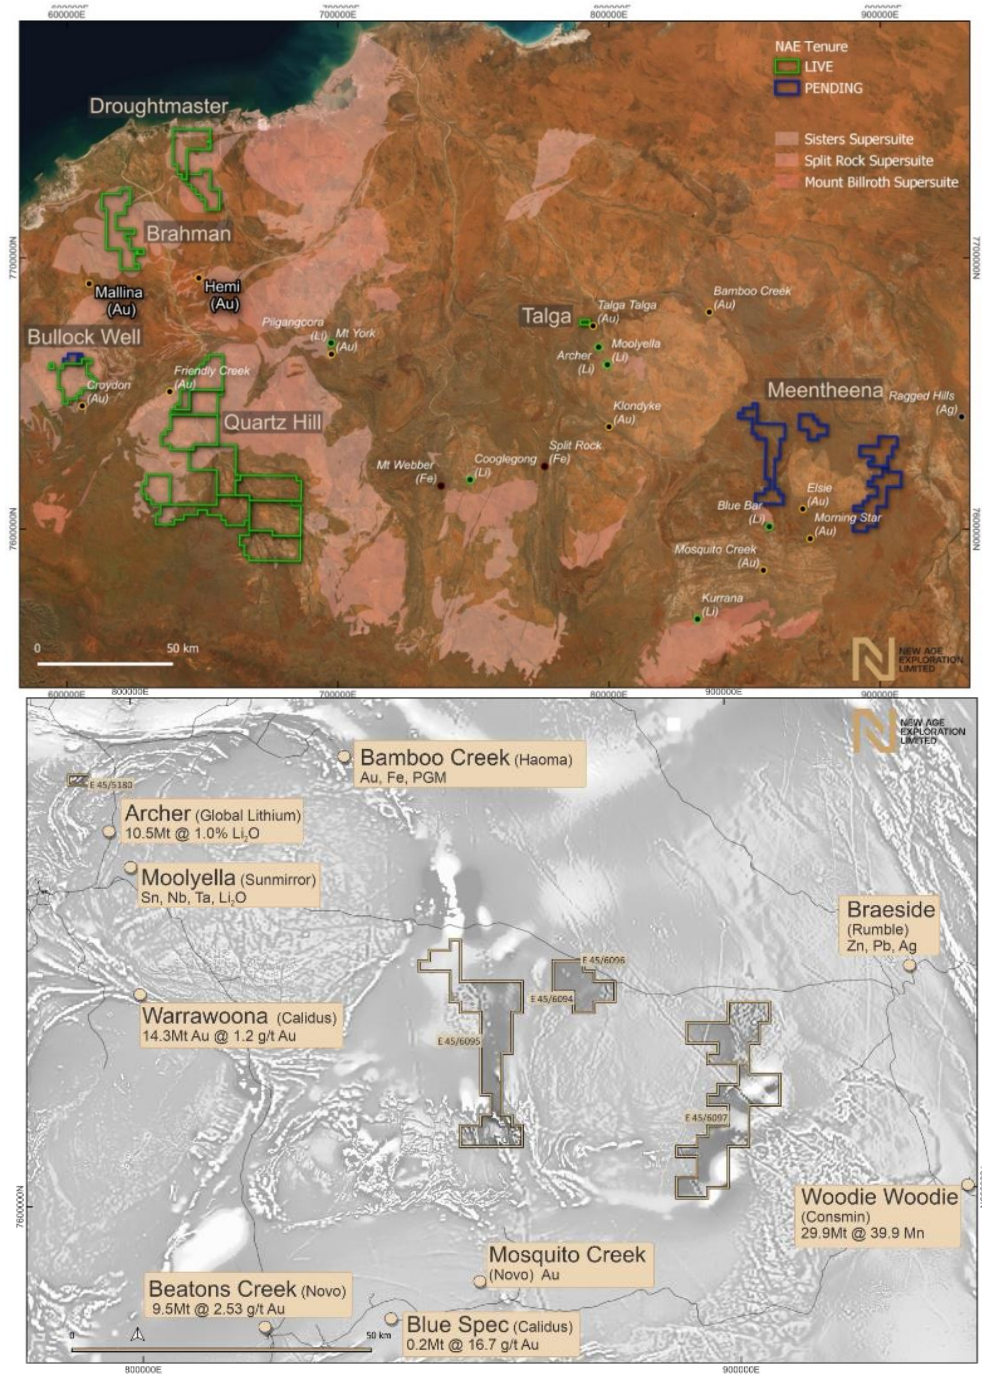 600000E
700000E
800000E
900000E
NAE Tenure
LIVE
PENDING
Sisters Supersuite
Split Rock Supersuite
Mount Billroth Supersuite
Droughtmaster
Brahman
7700000N
7700000N
Mallina
(Au)
Hemi
(Au)
Bamboo Creek
(Au)
Bullock Well
Pilgangoora
(Li)
Mt York
(Au)
Talga
Talga Talga
(Au)
Archer
(Li)
Moolyella
(Li)
Croydon
(Au)
Friendly Creek
(Au)
Quartz Hill
Klondyke
(Au)
Meentheena
Ragged Hills
(Ag)
Mt Webber
(Fe)
Cooglegong
(Li)
Split Rock
(Fe)
Elsie
(Au)
Blue Bar
(Li)
Morning Star
(Au)
7600000N
7600000N
Mosquito Creek
(Au)
Kurrana
(Li)
0
50 km
NEW AGE
EXPLORATION
LIMITED
600000E
800000E
700000E
800000E
900000E
900000E
NEW AGE
EXPLORATION
LIMITED
Bamboo Creek (Haoma)
Au, Fe, PGM
E 45/5180
Archer (Global Lithium)
10.5Mt @ 1.0% Li₂O
Moolyella (Sunmirror)
Sn, Nb, Ta, Li₂O
Braeside
(Rumble)
Zn, Pb, Ag
E 45/6096
E 45/6094
Warrawoona (Calidus)
14.3Mt Au @ 1.2 g/t Au
E 45/6095
E 45/6097
7600000N
Woodie Woodie
(Consmin)
29.9Mt @ 39.9 Mn
Mosquito Creek
(Novo) Au
Beatons Creek (Novo)
9.5Mt @ 2.53 g/t Au
Blue Spec (Calidus)
0.2Mt @ 16.7 g/t Au
0
50 km
800000E
900000E